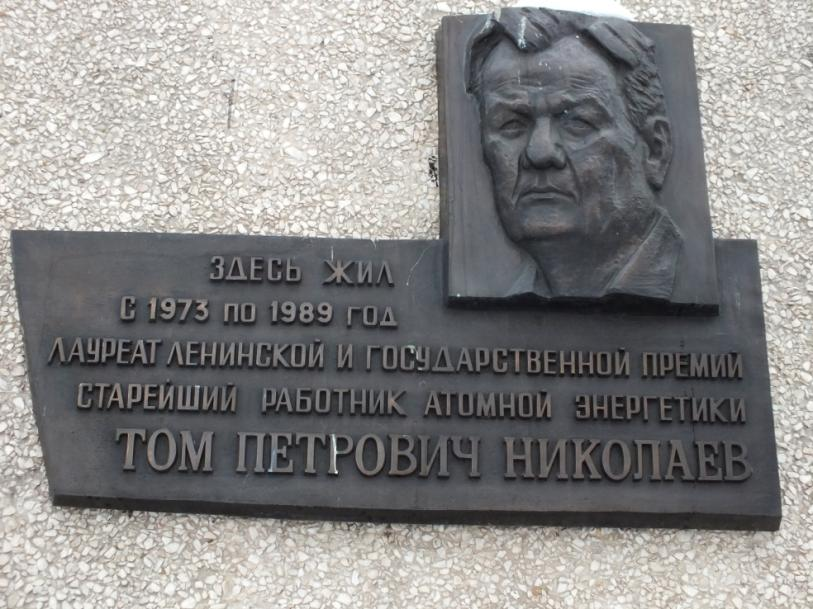 ЗДЕСЬ ЖИЛ
С 1973 ПО 1989 ГОД
ЛАУРЕАТ ЛЕНИНСКОЙ И ГОСУДАРСТВЕННОЙ ПРЕМИЙ
СТАРЕЙШИЙ РАБОТНИК АТОМНОЙ ЭНЕРГЕТИКИ
ТОМ ПЕТРОВИЧ НИКОЛАЕВ